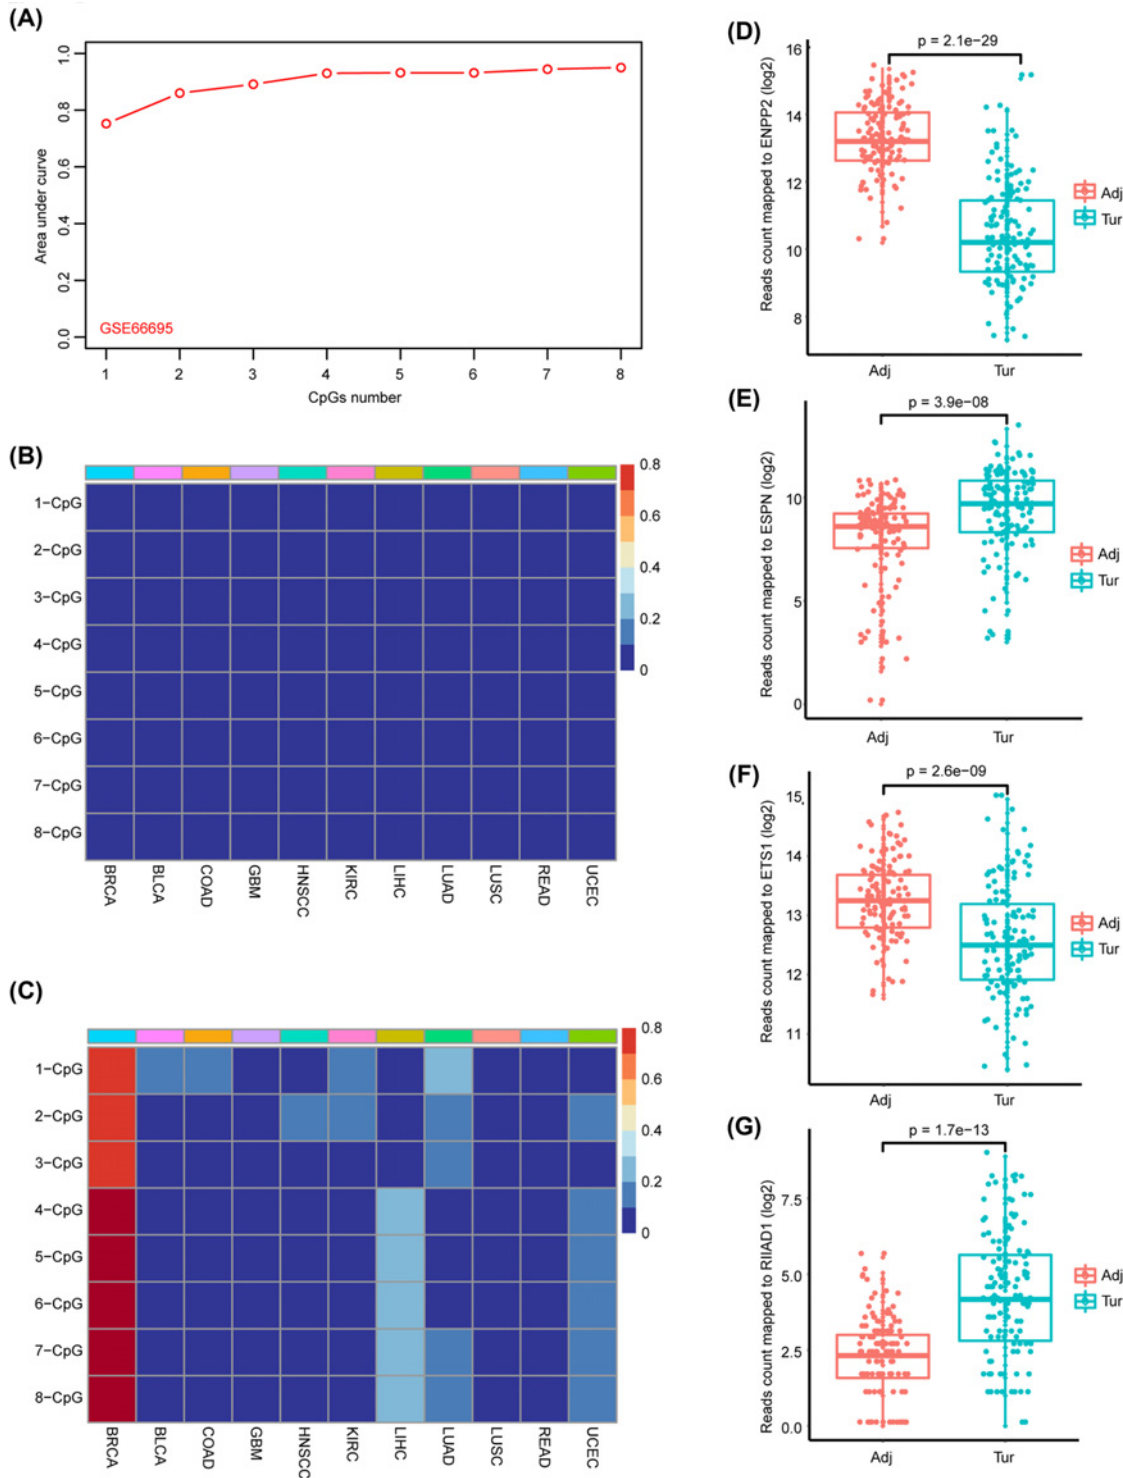 (A)
Area under curve
1.0
0.8
0.6
0.4
0.2
0.0
GSE66695
1 2 3 4 5 6 7 8
CpGs number
(B)
1−CpG
2−CpG
3−CpG
4−CpG
5−CpG
6−CpG
7−CpG
8−CpG
BRCA BLCA COAD GBM HNSCC KIRC LIHC LUAD LUSC READ UCEC
0.8
0.6
0.4
0.2
0
(C)
1−CpG
2−CpG
3−CpG
4−CpG
5−CpG
6−CpG
7−CpG
8−CpG
BRCA BLCA COAD GBM HNSCC KIRC LIHC LUAD LUSC READ UCEC
0.8
0.6
0.4
0.2
0
(D)
p = 2.1e−29
Reads count mapped to ENPP2 (log2)
16
14
12
10
8
Adj Tur
Adj
Tur
(E)
p = 3.9e−08
Reads count mapped to ESPN (log2)
10
5
0
Adj Tur
Adj
Tur
(F)
p = 2.6e−09
Reads count mapped to ETS1 (log2)
15
14
13
12
11
Adj Tur
Adj
Tur
(G)
p = 1.7e−13
Reads count mapped to RIIAD1 (log2)
7.5
5.0
2.5
0.0
Adj Tur
Adj
Tur